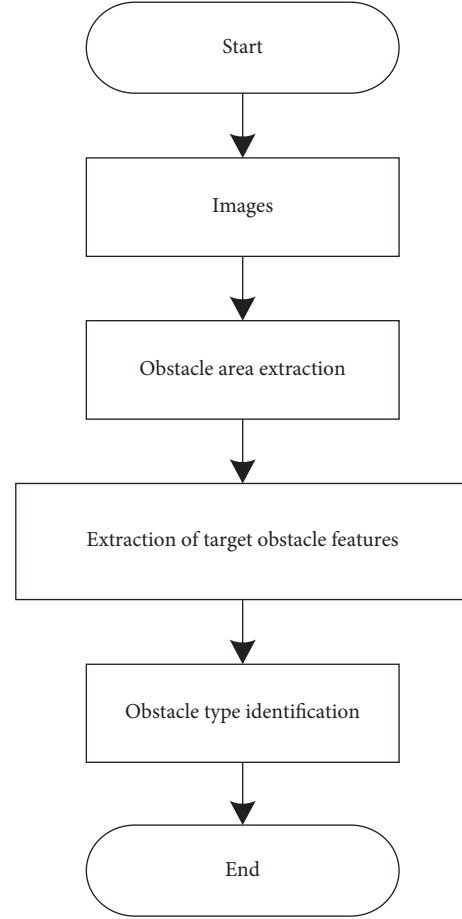 Start
Images
Obstacle area extraction
Extraction of target obstacle features
Obstacle type identification
End